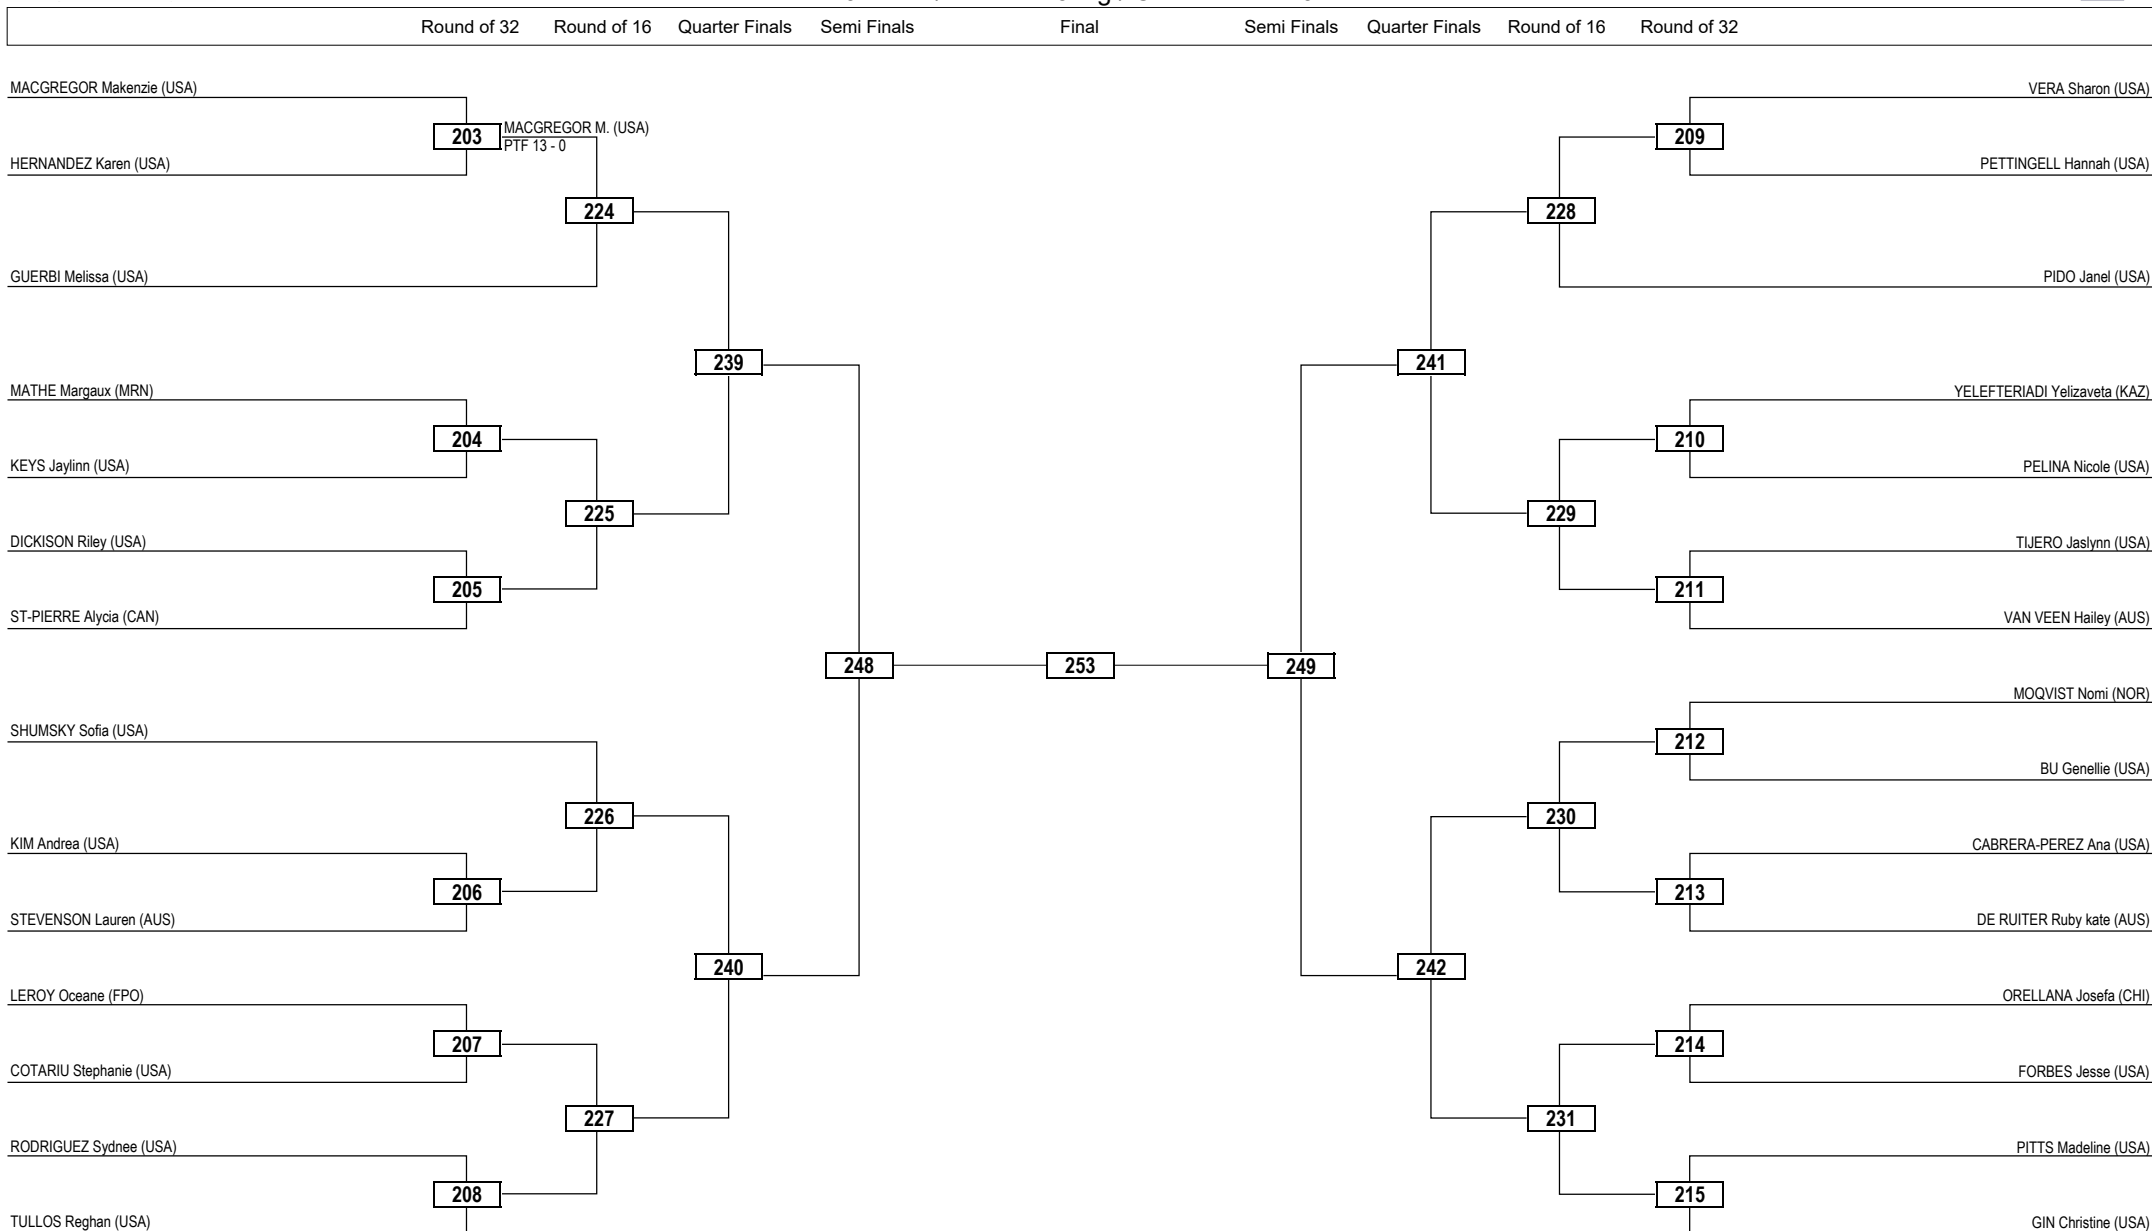 Round of 32 Round of 16 Quarter Finals Semi Finals Final Semi Finals Quarter Finals Round of 16 Round of 32
MACGREGOR Makenzie (USA)
VERA Sharon (USA)
203
MACGREGOR M. (USA)
PTF 13 - 0
209
HERNANDEZ Karen (USA)
PETTINGELL Hannah (USA)
224
228
GUERBI Melissa (USA)
PIDO Janel (USA)
239
241
MATHE Margaux (MRN)
YELEFTERIADI Yelizaveta (KAZ)
204
210
KEYS Jaylinn (USA)
PELINA Nicole (USA)
225
229
DICKISON Riley (USA)
TIJERO Jaslynn (USA)
205
211
ST-PIERRE Alycia (CAN)
VAN VEEN Hailey (AUS)
248
253
249
MOQVIST Nomi (NOR)
SHUMSKY Sofia (USA)
212
BU Genellie (USA)
226
230
KIM Andrea (USA)
CABRERA-PEREZ Ana (USA)
206
213
STEVENSON Lauren (AUS)
DE RUITER Ruby kate (AUS)
240
242
LEROY Oceane (FPO)
ORELLANA Josefa (CHI)
207
214
COTARIU Stephanie (USA)
FORBES Jesse (USA)
227
231
RODRIGUEZ Sydnee (USA)
PITTS Madeline (USA)
208
215
TULLOS Reghan (USA)
GIN Christine (USA)